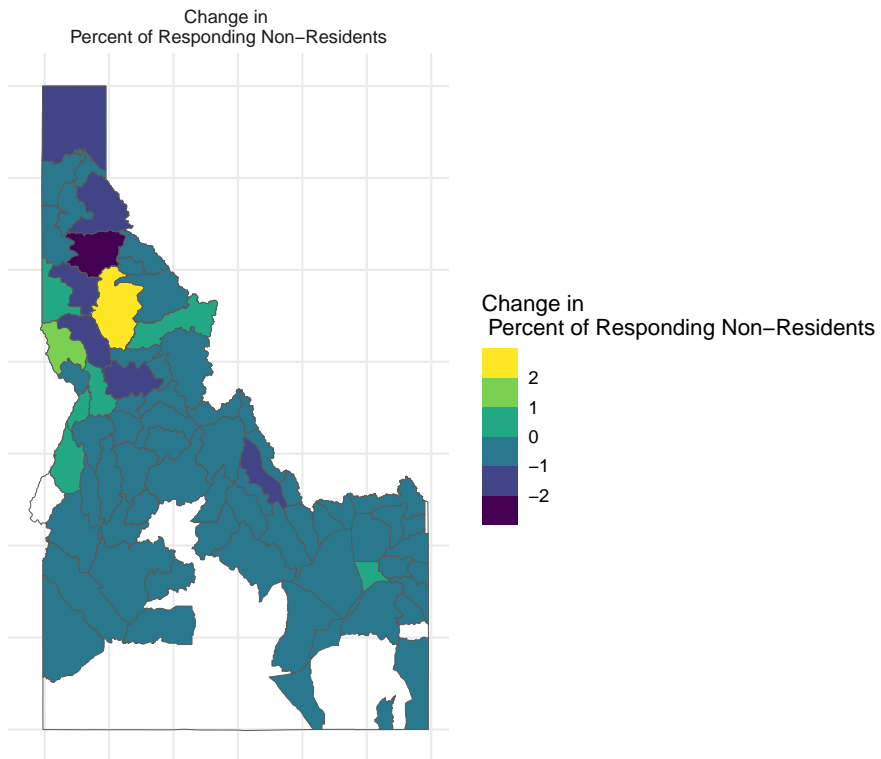 Change in
Percent of Responding Non−Residents
Change in
Percent of Responding Non−Residents
2
1
0
−1
−2